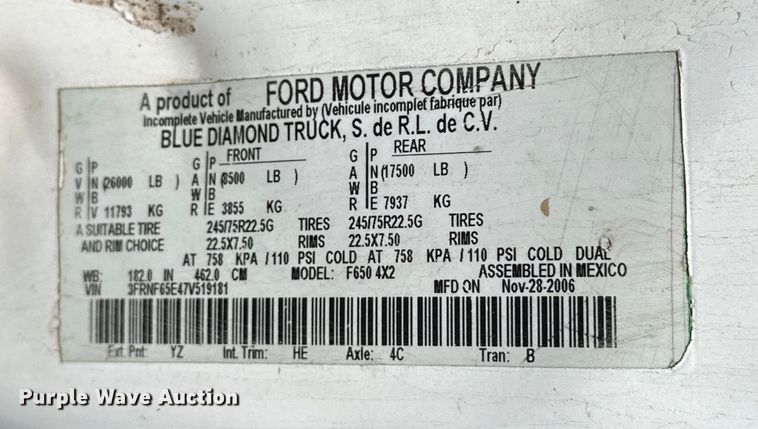 A product of FORD MOTOR COMPANY
Incomplete Vehicle Manufactured by (Vehicule incomplet fabrique par)
BLUE DIAMOND TRUCK, S. de R.L. de C.V.
G P G P FRONT G P REAR
V N (26000 LB ) A N (8500 LB ) A N (17500 LB )
W B W B W B
R V 11793 KG R E 3855 KG R E 7937 KG
A SUITABLE TIRE 245/75R22.5G TIRES 245/75R22.5G TIRES
AND RIM CHOICE 22.5X7.50 RIMS 22.5X7.50 RIMS
AT 758 KPA/110 PSI COLD AT 758 KPA/110 PSI COLD DUAL
WB: 182.0 IN 462.0 CM MODEL: F650 4X2 ASSEMBLED IN MEXICO
VIN 3FRNF65E47V519181 MFD ON Nov-28-2006
Ext. Pnt: YZ Int. Trim: HE Axle: 4C Tran: B
Purple Wave Auction